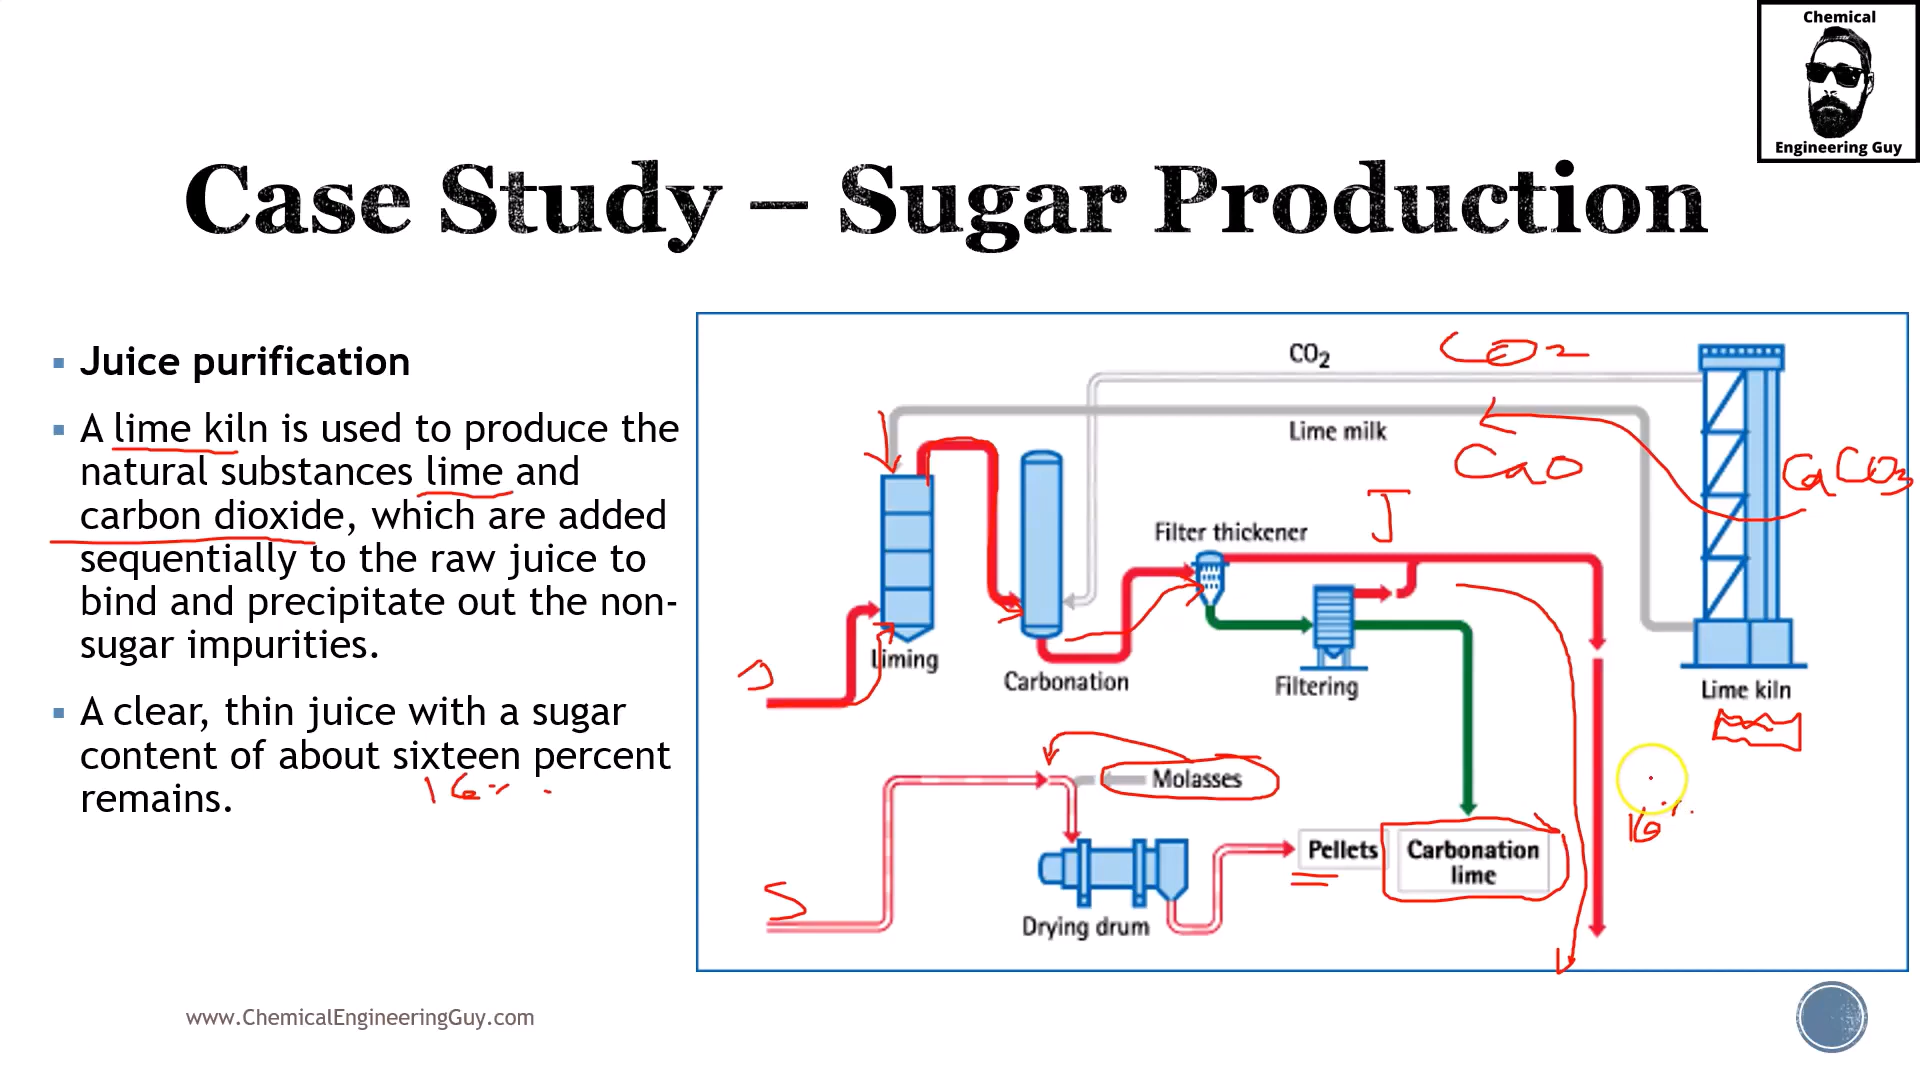 Chemical
Engineering Guy
Case Study – Sugar Production
▪ Juice purification
▪ A lime kiln is used to produce the
natural substances lime and
carbon dioxide, which are added
sequentially to the raw juice to
bind and precipitate out the non-
sugar impurities.
▪ A clear, thin juice with a sugar
content of about sixteen percent
remains.
16%
CO₂
CO2
Lime milk
CaO
CaCO3
J
Filter thickener
Liming
Carbonation
Filtering
Lime kiln
J
Molasses
16%
Pellets
Carbonation
lime
S
Drying drum
www.ChemicalEngineeringGuy.com